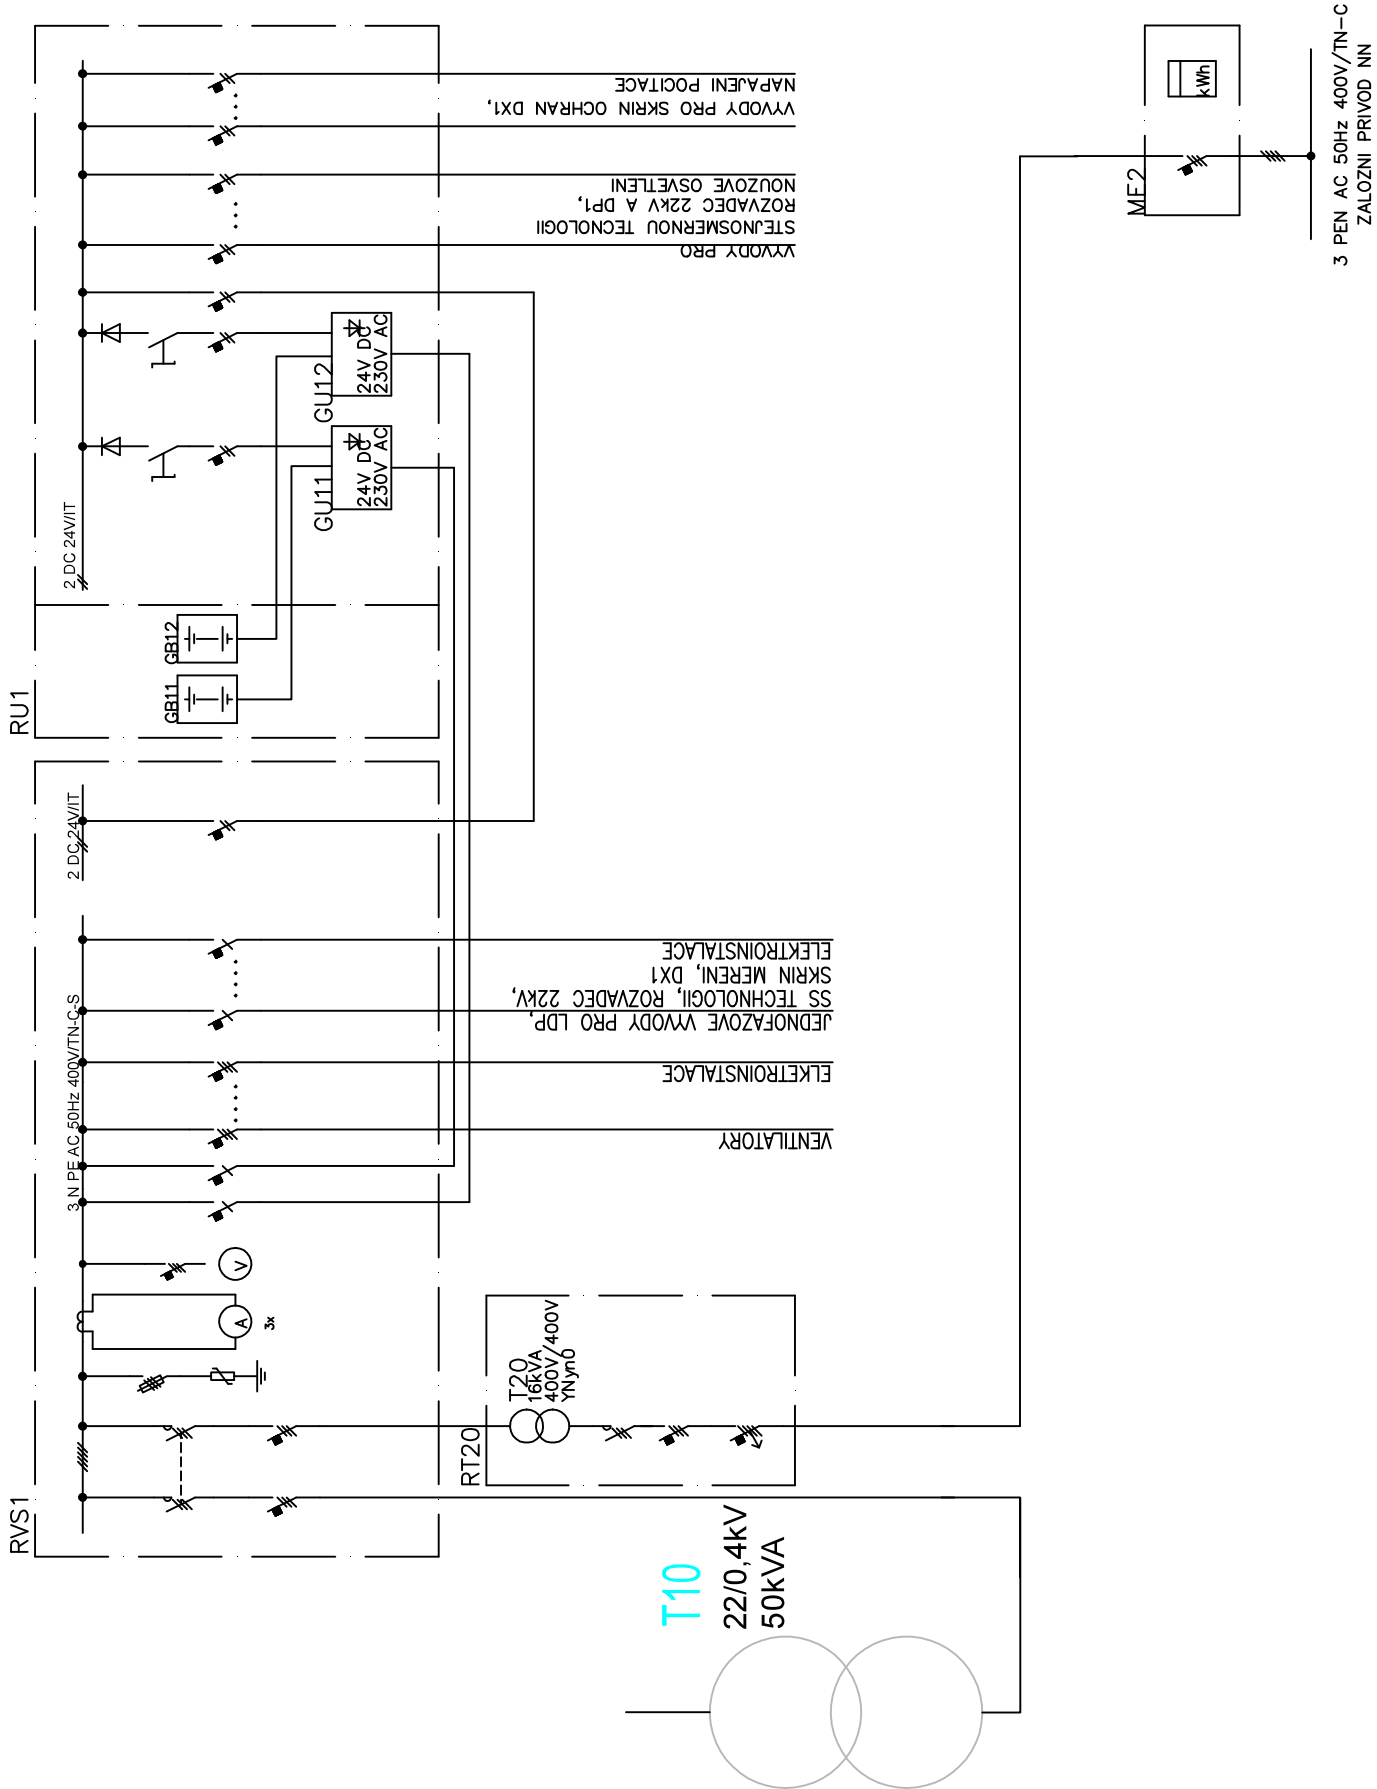 RVS1
3 N PE AC 50Hz 400V/TN-C-S
2 DC 24V/IT
V
A
3x
VENTILATORY
ELKETROINSTALACE
JEDNOFAZOVE VYVODY PRO LDP,
SS TECHNOLOGII, ROZVADEC 22kV,
SKRIN MERENI, DX1
ELEKTROINSTALACE
RU1
GB11
GB12
2 DC 24V/IT
GU11
24V DC
230V AC
GU12
24V DC
230V AC
VYVODY PRO
STEJNOSMERNOU TECNOLOGII
ROZVADEC 22kV A DP1,
NOUZOVE OSVETLENI
VYVODY PRO SKRIN OCHRAN DX1,
NAPAJENI POCITACE
RT20
T20
16kVA
400V/400V
YNyn0
T10
22/0,4kV
50kVA
ME2
kWh
3 PEN AC 50Hz 400V/TN-C
ZALOZNI PRIVOD NN